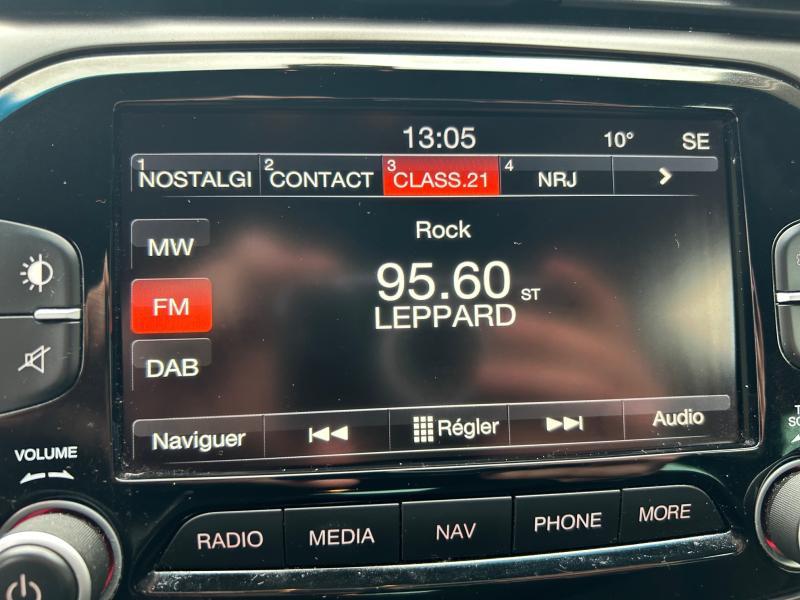 13:05 10° SE
1 NOSTALGI 2 CONTACT 3 CLASS.21 4 NRJ
Rock
MW
95.60 ST
FM
LEPPARD
DAB
Naviguer Régler Audio
VOLUME
RADIO MEDIA NAV PHONE MORE